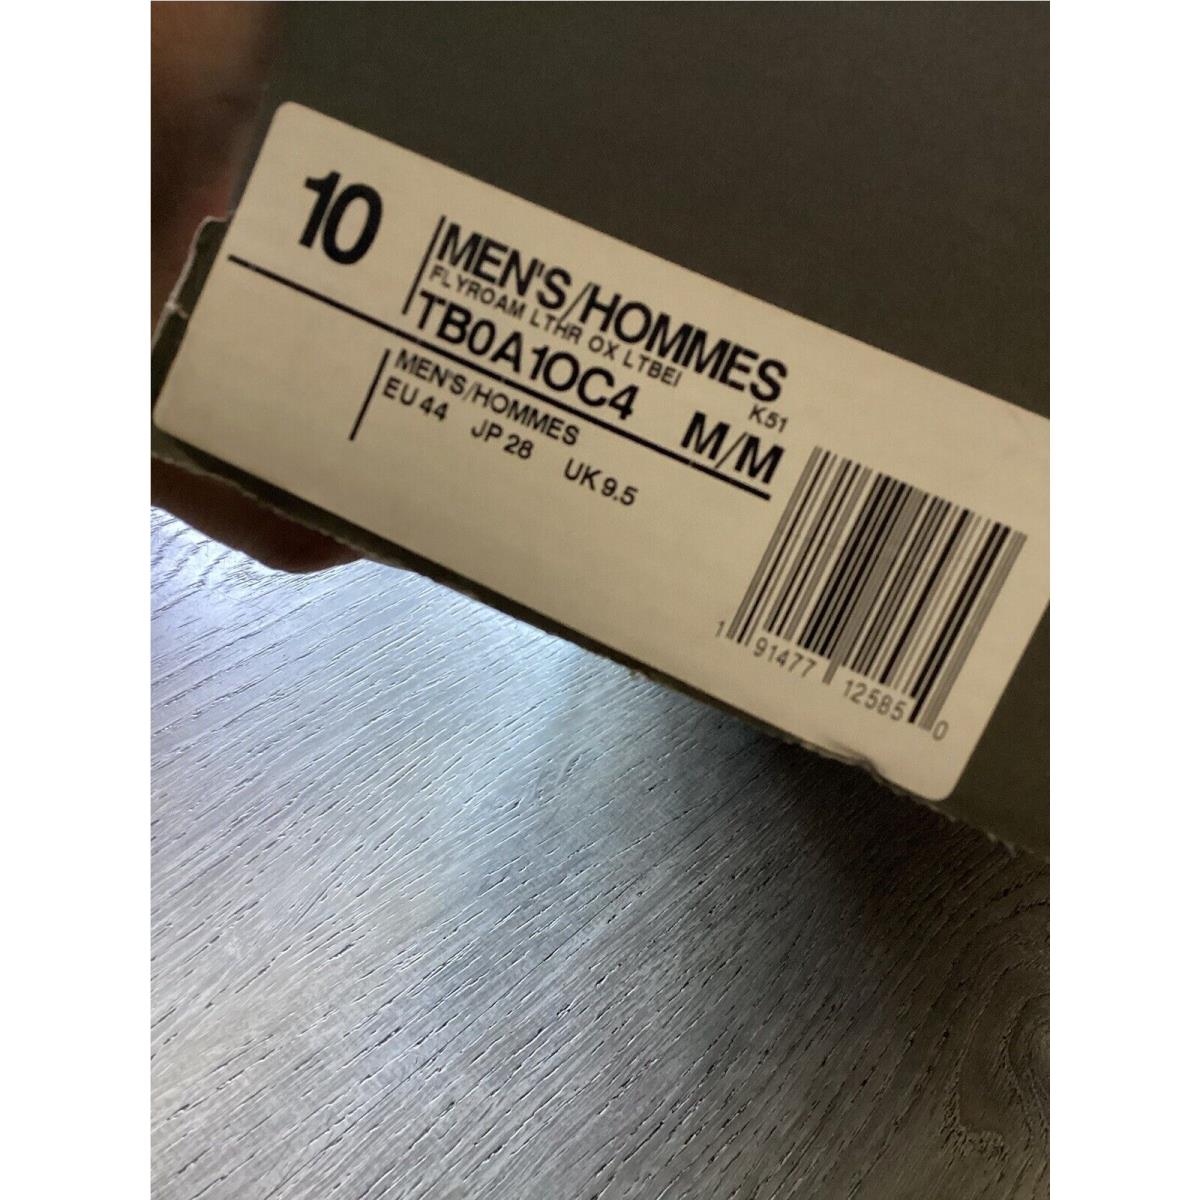 10
MEN'S/HOMMES
FLYROAM LTHR OX LTBEI K51
TB0A1OC4 M/M
MEN'S/HOMMES
EU 44 JP 28 UK 9.5
1 91477 12585 0